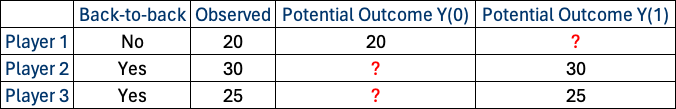 Back-to-back Observed Potential Outcome Y(0) Potential Outcome Y(1)
Player 1 No 20 20 ?
Player 2 Yes 30 ? 30
Player 3 Yes 25 ? 25